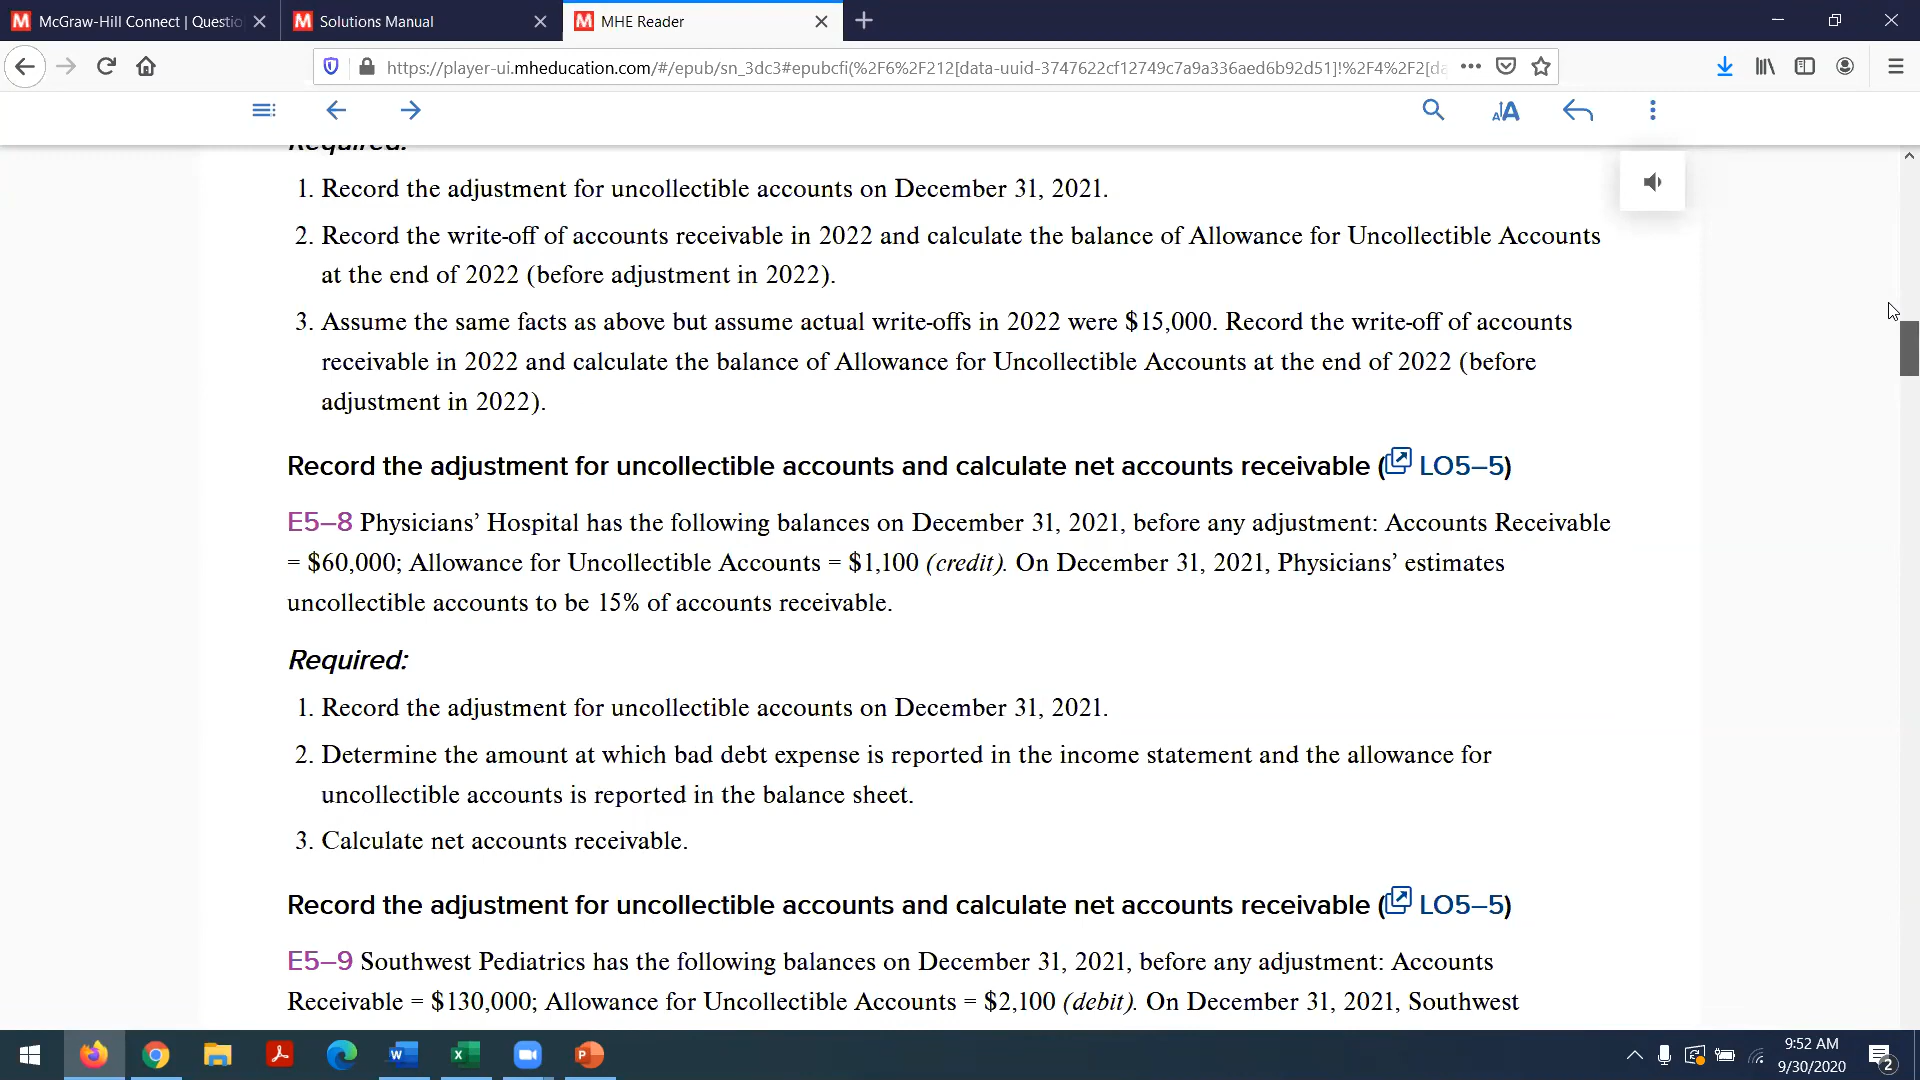 McGraw-Hill Connect | Questio
Solutions Manual
MHE Reader
https://player-ui.mheducation.com/#/epub/sn_3dc3#epubcfi(%2F6%2F212[data-uuid-3747622cf12749c7a9a336aed6b92d51]!%2F4%2F2[da
Required:
1. Record the adjustment for uncollectible accounts on December 31, 2021.
2. Record the write-off of accounts receivable in 2022 and calculate the balance of Allowance for Uncollectible Accounts
at the end of 2022 (before adjustment in 2022).
3. Assume the same facts as above but assume actual write-offs in 2022 were $15,000. Record the write-off of accounts
receivable in 2022 and calculate the balance of Allowance for Uncollectible Accounts at the end of 2022 (before
adjustment in 2022).
Record the adjustment for uncollectible accounts and calculate net accounts receivable (LO5–5)
E5–8 Physicians’ Hospital has the following balances on December 31, 2021, before any adjustment: Accounts Receivable
= $60,000; Allowance for Uncollectible Accounts = $1,100 (credit). On December 31, 2021, Physicians’ estimates
uncollectible accounts to be 15% of accounts receivable.
Required:
1. Record the adjustment for uncollectible accounts on December 31, 2021.
2. Determine the amount at which bad debt expense is reported in the income statement and the allowance for
uncollectible accounts is reported in the balance sheet.
3. Calculate net accounts receivable.
Record the adjustment for uncollectible accounts and calculate net accounts receivable (LO5–5)
E5–9 Southwest Pediatrics has the following balances on December 31, 2021, before any adjustment: Accounts
Receivable = $130,000; Allowance for Uncollectible Accounts = $2,100 (debit). On December 31, 2021, Southwest
9:52 AM
9/30/2020
2